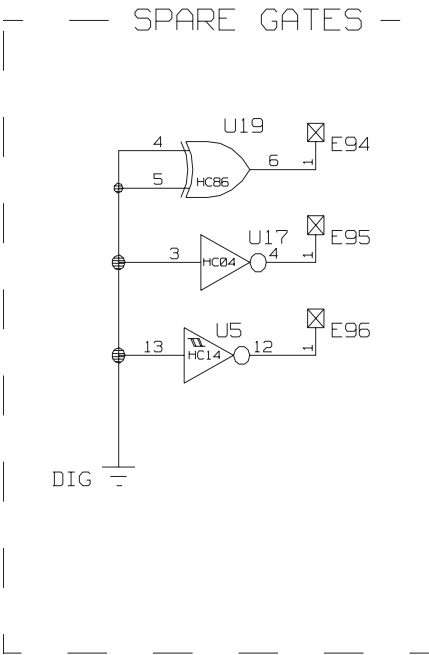 SPARE GATES
U19
4
6
E94
1
5
HC86
U17
E95
3
4
1
HC04
U5
E96
13
12
1
HC14
DIG